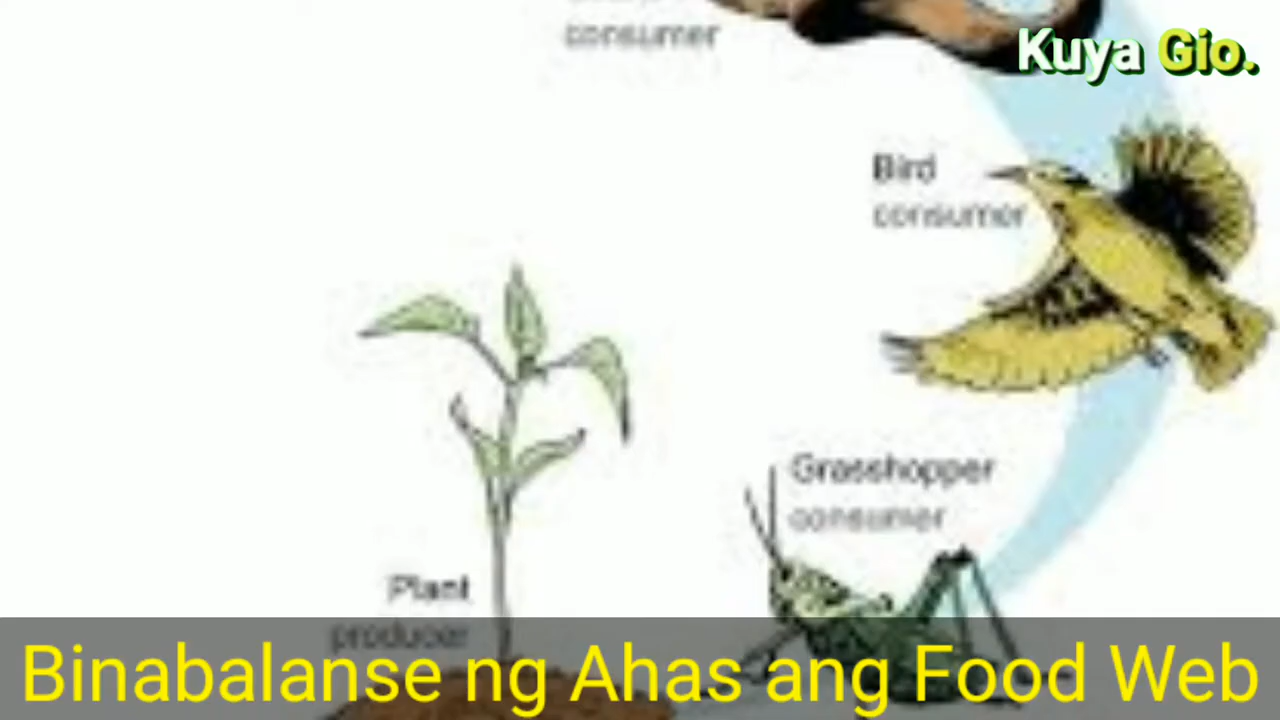 consumer
Kuya Gio.
Bird
consumer
Grasshopper
consumer
Plant
producer
Binabalanse ng Ahas ang Food Web